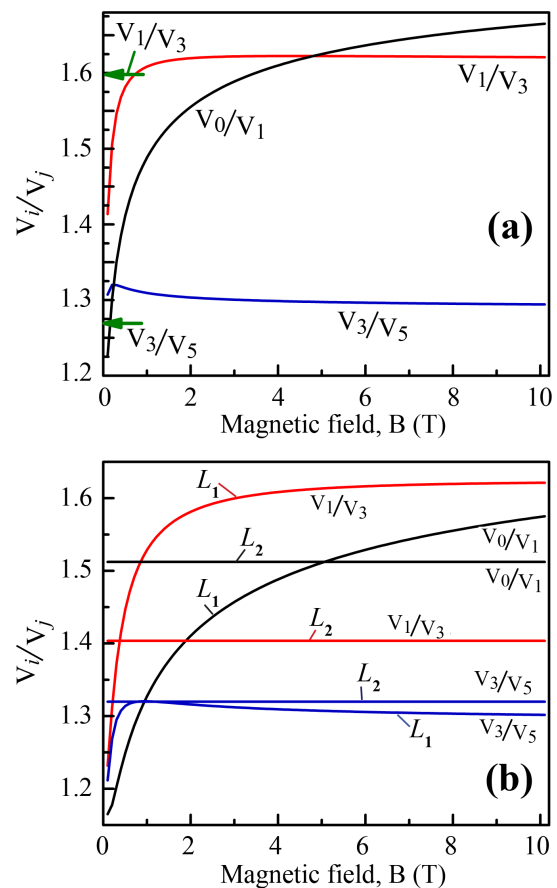 V1/V3
1.6
V1/V3
V0/V1
1.5
Vi/Vj
1.4
(a)
1.3
V3/V5
V3/V5
1.2
0 2 4 6 8 10
Magnetic field, B (T)
L1
1.6
V1/V3
L2
V0/V1
1.5
V0/V1
L1
Vi/Vj
1.4
L2
V1/V3
L2
V3/V5
1.3
L1
V3/V5
1.2
(b)
0 2 4 6 8 10
Magnetic field, B (T)